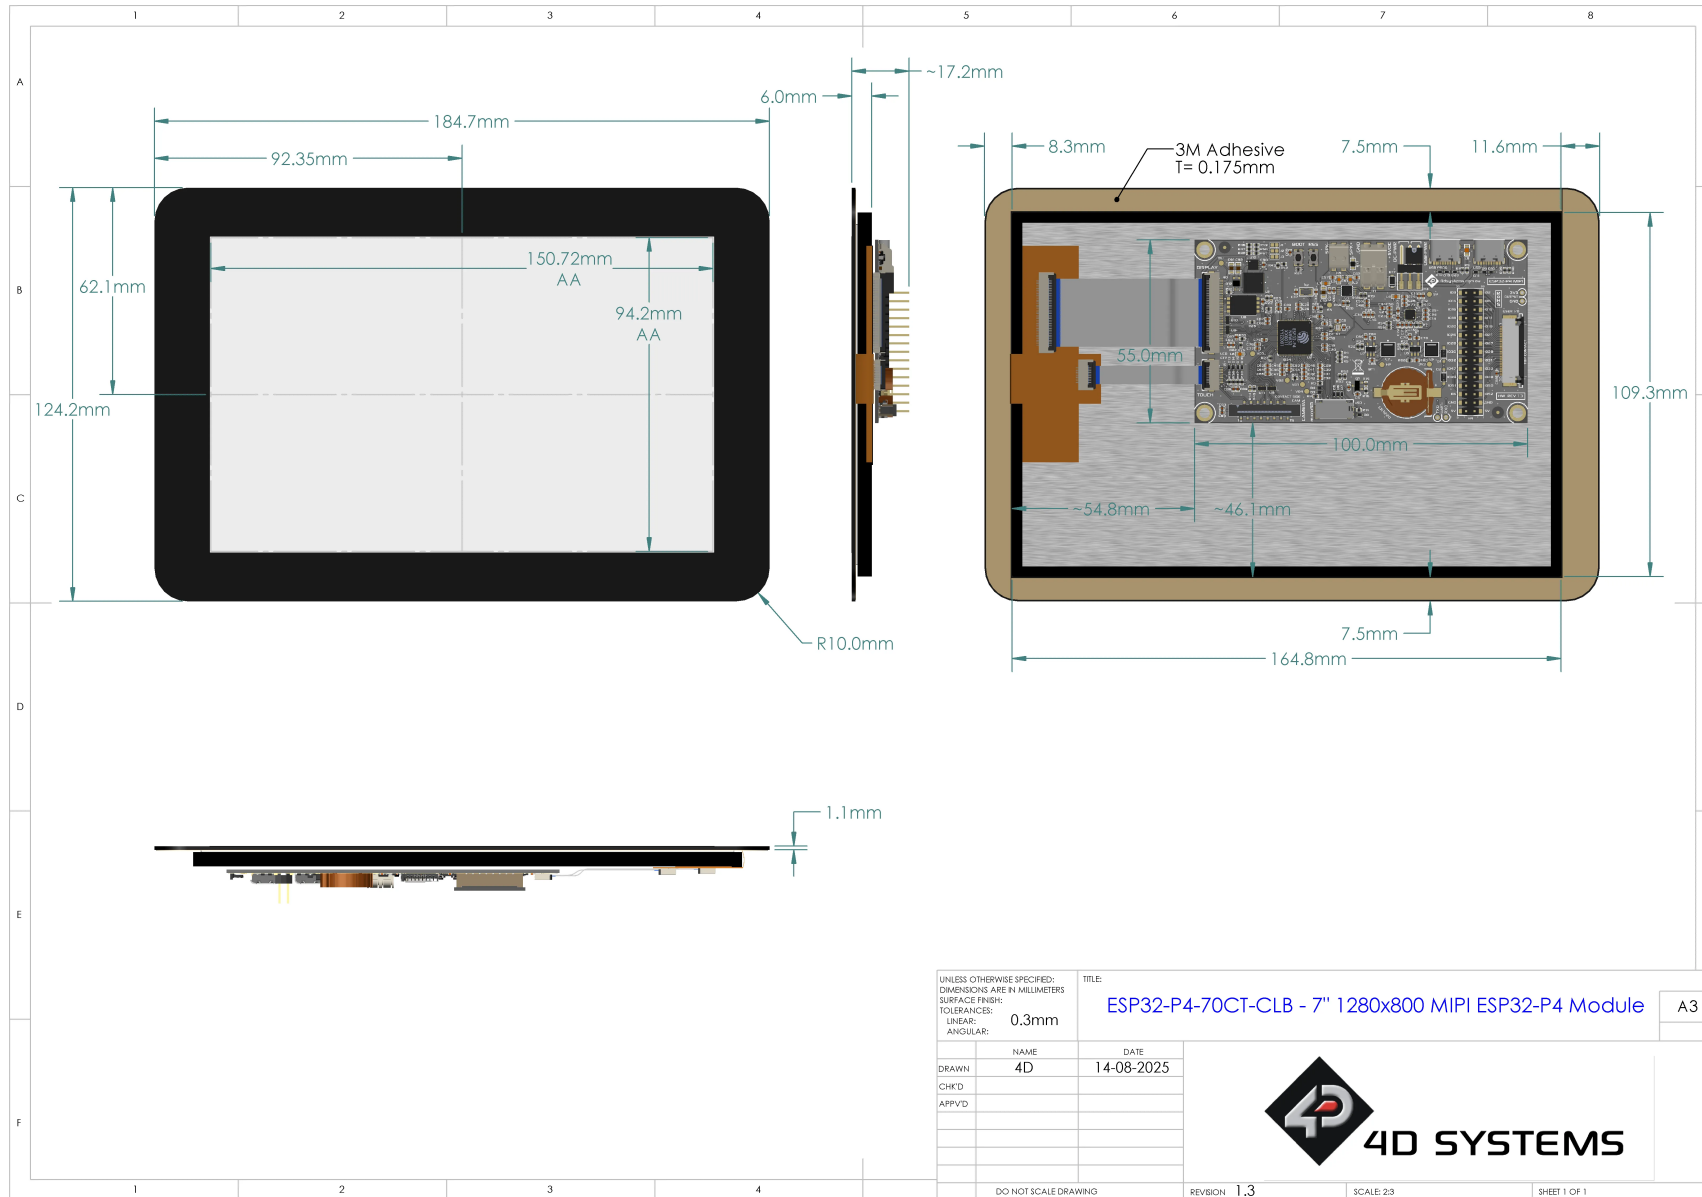 1 2 3 4 5 6 7 8
A
B
C
D
E
F
184.7mm
92.35mm
62.1mm
124.2mm
150.72mm
AA
94.2mm
AA
R10.0mm
~17.2mm
6.0mm
8.3mm
3M Adhesive
T= 0.175mm
7.5mm
11.6mm
DISPLAY
TOUCH
55.0mm
100.0mm
109.3mm
~54.8mm
~46.1mm
7.5mm
164.8mm
1.1mm
UNLESS OTHERWISE SPECIFIED:
DIMENSIONS ARE IN MILLIMETERS
SURFACE FINISH:
TOLERANCES:
LINEAR:
ANGULAR:
0.3mm
TITLE:
ESP32-P4-70CT-CLB - 7" 1280x800 MIPI ESP32-P4 Module
A3
NAME DATE
DRAWN 4D 14-08-2025
CHK'D
APPV'D
4D SYSTEMS
DO NOT SCALE DRAWING
REVISION 1.3
SCALE: 2:3
SHEET 1 OF 1
1 2 3 4